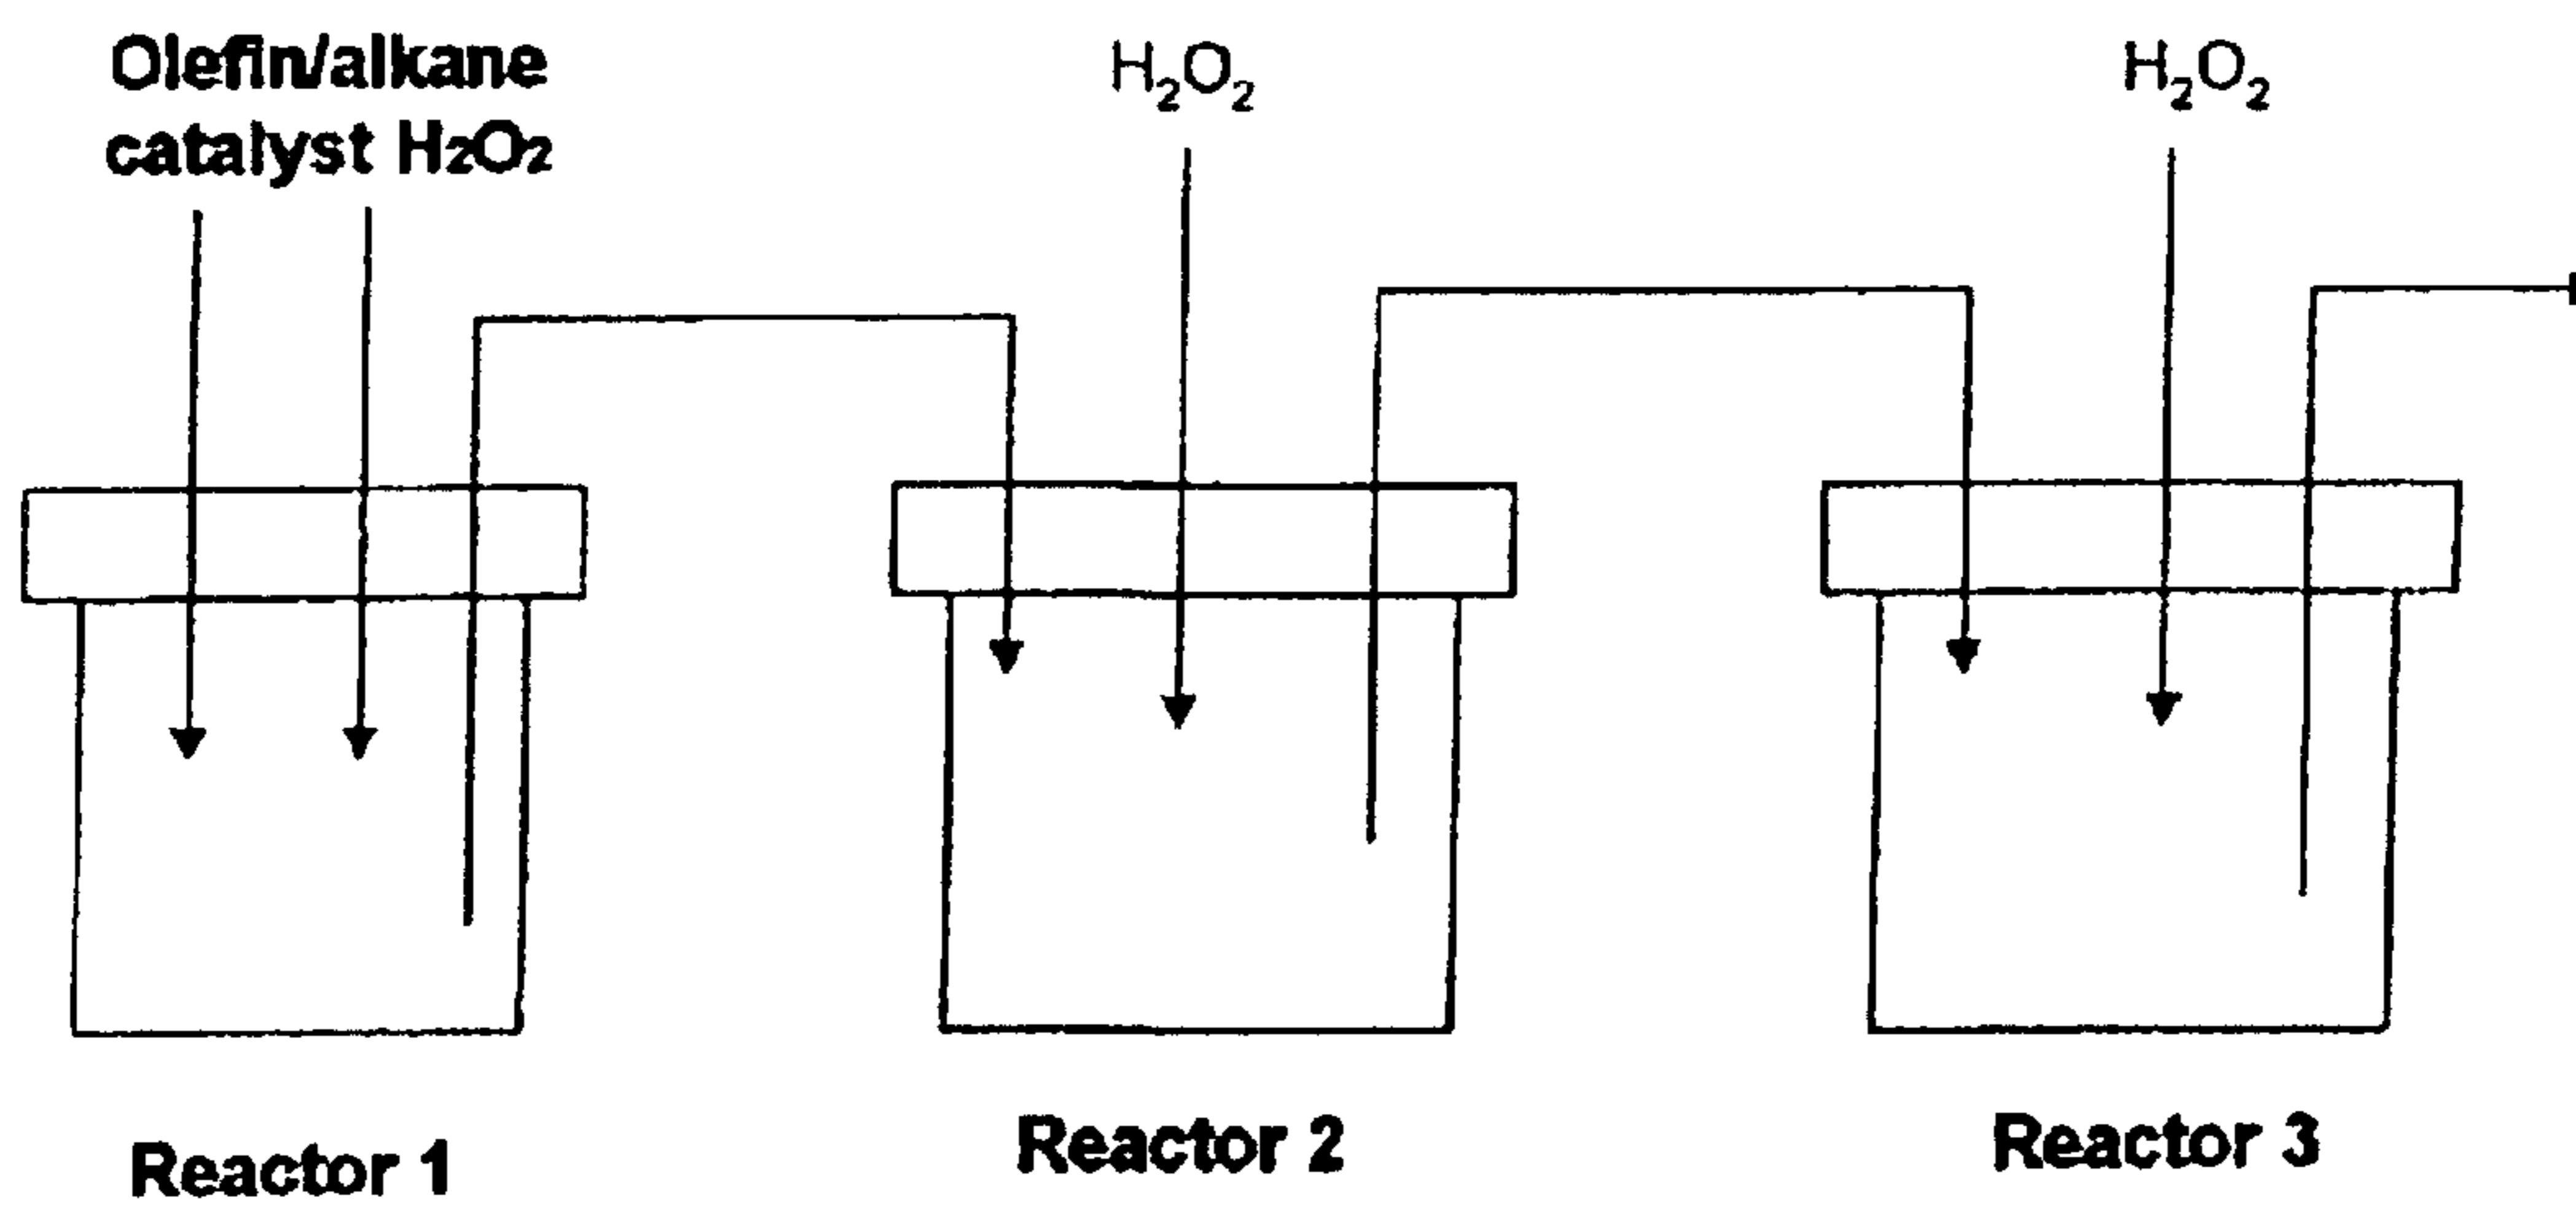 Olefin/alkane
catalyst H₂O₂
H₂O₂
H₂O₂
Reactor 1
Reactor 2
Reactor 3